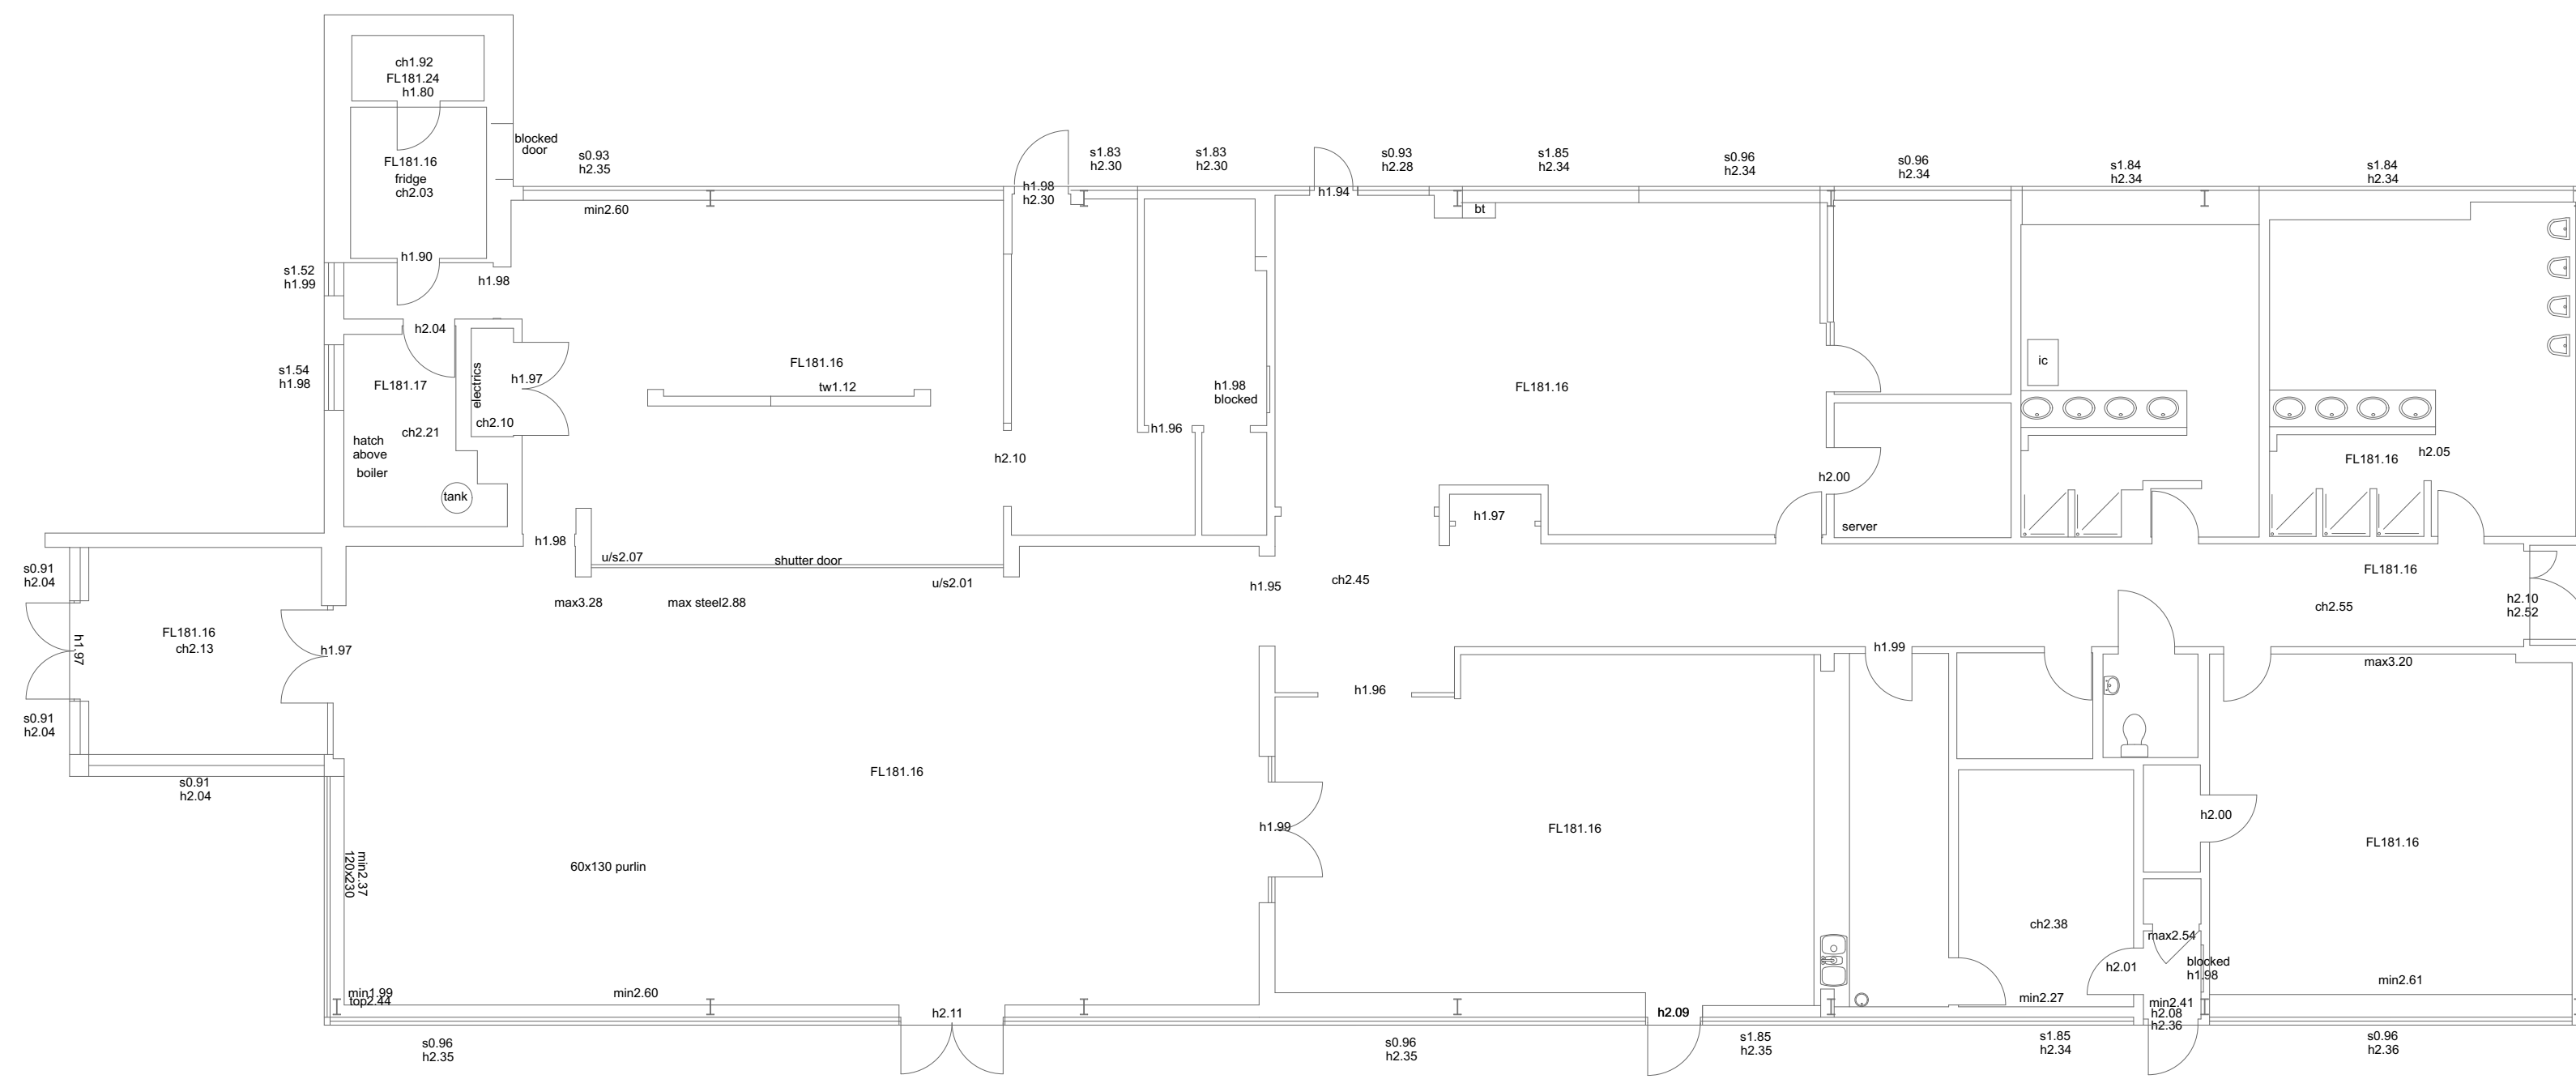 ch1.92
FL181.24
h1.80
blocked
door
FL181.16
fridge
ch2.03
s0.93
h2.35
s1.83
h2.30
s1.83
h2.30
s0.93
h2.28
s1.85
h2.34
s0.96
h2.34
s0.96
h2.34
s1.84
h2.34
s1.84
h2.34
min2.60
h1.98
h2.30
h1.94
bt
h1.90
s1.52
h1.99
h1.98
h2.04
s1.54
h1.98
FL181.17
electrics
h1.97
ch2.10
ch2.21
hatch
above
boiler
tank
FL181.16
tw1.12
h1.98
blocked
h1.96
h2.10
FL181.16
ic
h2.00
server
h1.97
FL181.16
h2.05
h1.98
u/s2.07
shutter door
u/s2.01
max3.28
max steel2.88
h1.95
ch2.45
FL181.16
ch2.55
h2.10
h2.52
s0.91
h2.04
h1.97
FL181.16
ch2.13
h1.97
s0.91
h2.04
s0.91
h2.04
h1.96
h1.99
max3.20
FL181.16
h1.99
FL181.16
h2.00
FL181.16
60x130 purlin
min2.37
120x230
ch2.38
max2.54
blocked
h1.98
h2.01
min2.61
min1.99
top2.44
min2.60
h2.11
h2.09
min2.27
min2.41
h2.08
h2.36
s0.96
h2.35
s0.96
h2.35
s1.85
h2.35
s1.85
h2.34
s0.96
h2.36